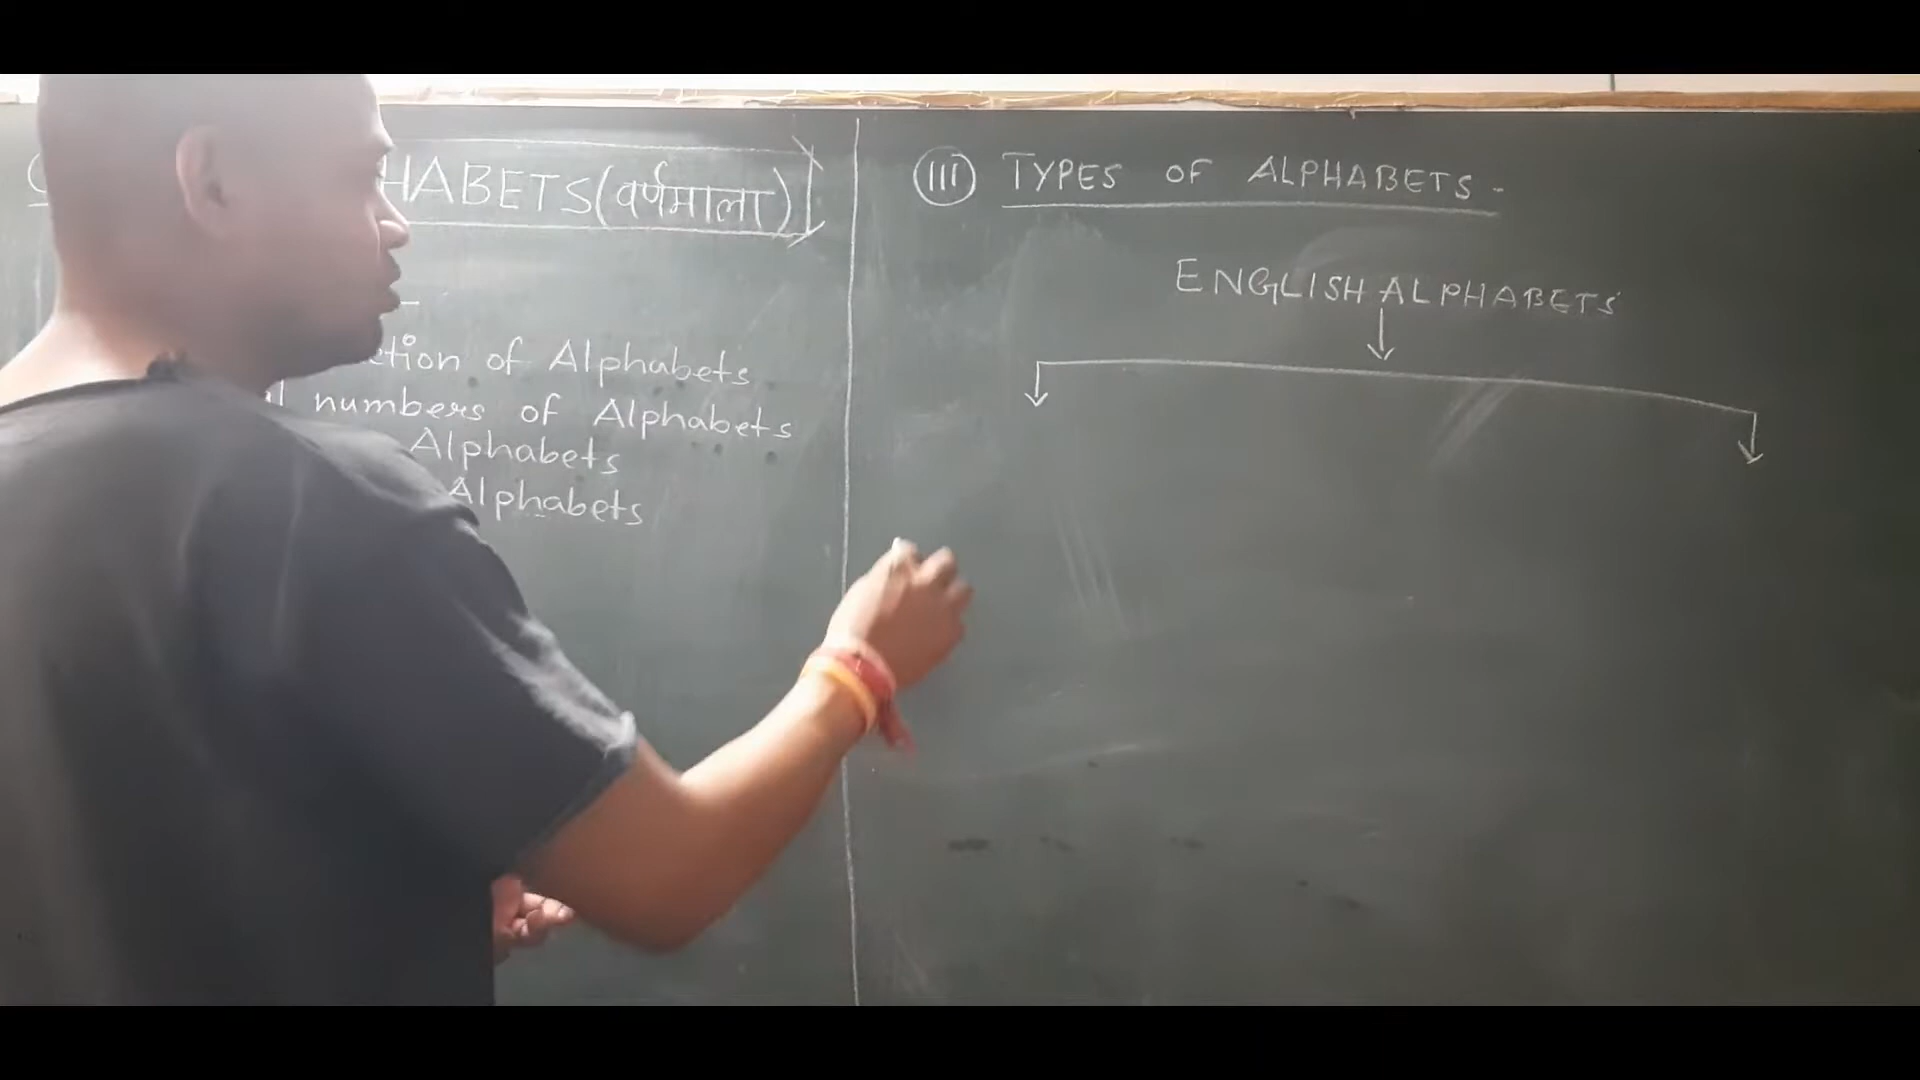 HABETS (वर्णमाला)
ction of Alphabets
numbers of Alphabets
Alphabets
Alphabets
(III) TYPES OF ALPHABETS -
ENGLISH ALPHABETS